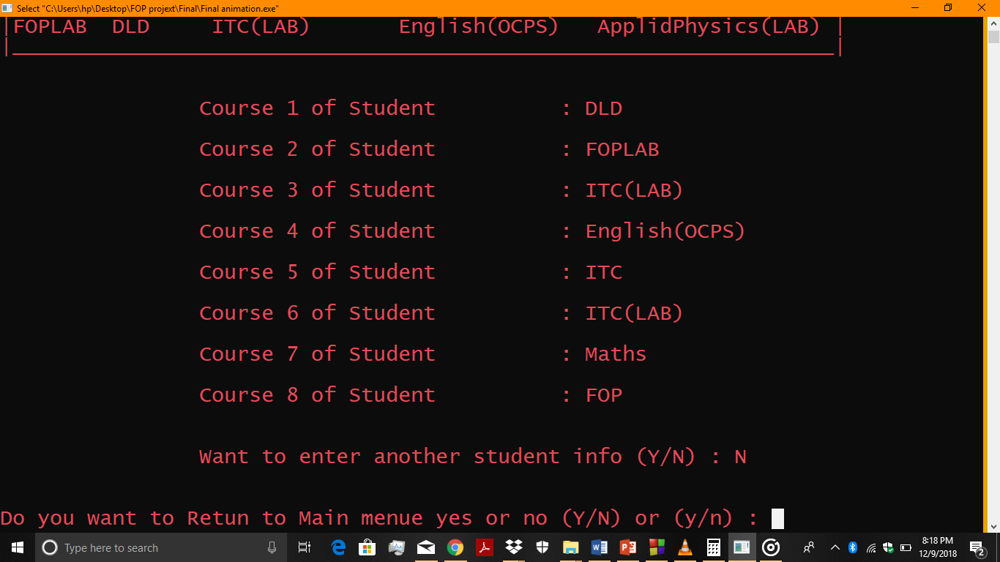 Select "C:\Users\hp\Desktop\FOP projext\Final\Final animation.exe"
|FOPLAB DLD ITC(LAB) English(OCPS) ApplidPhysics(LAB) |
Course 1 of Student : DLD
Course 2 of Student : FOPLAB
Course 3 of Student : ITC(LAB)
Course 4 of Student : English(OCPS)
Course 5 of Student : ITC
Course 6 of Student : ITC(LAB)
Course 7 of Student : Maths
Course 8 of Student : FOP
Want to enter another student info (Y/N) : N
Do you want to Retun to Main menue yes or no (Y/N) or (y/n) :
Type here to search
8:18 PM
12/9/2018
2